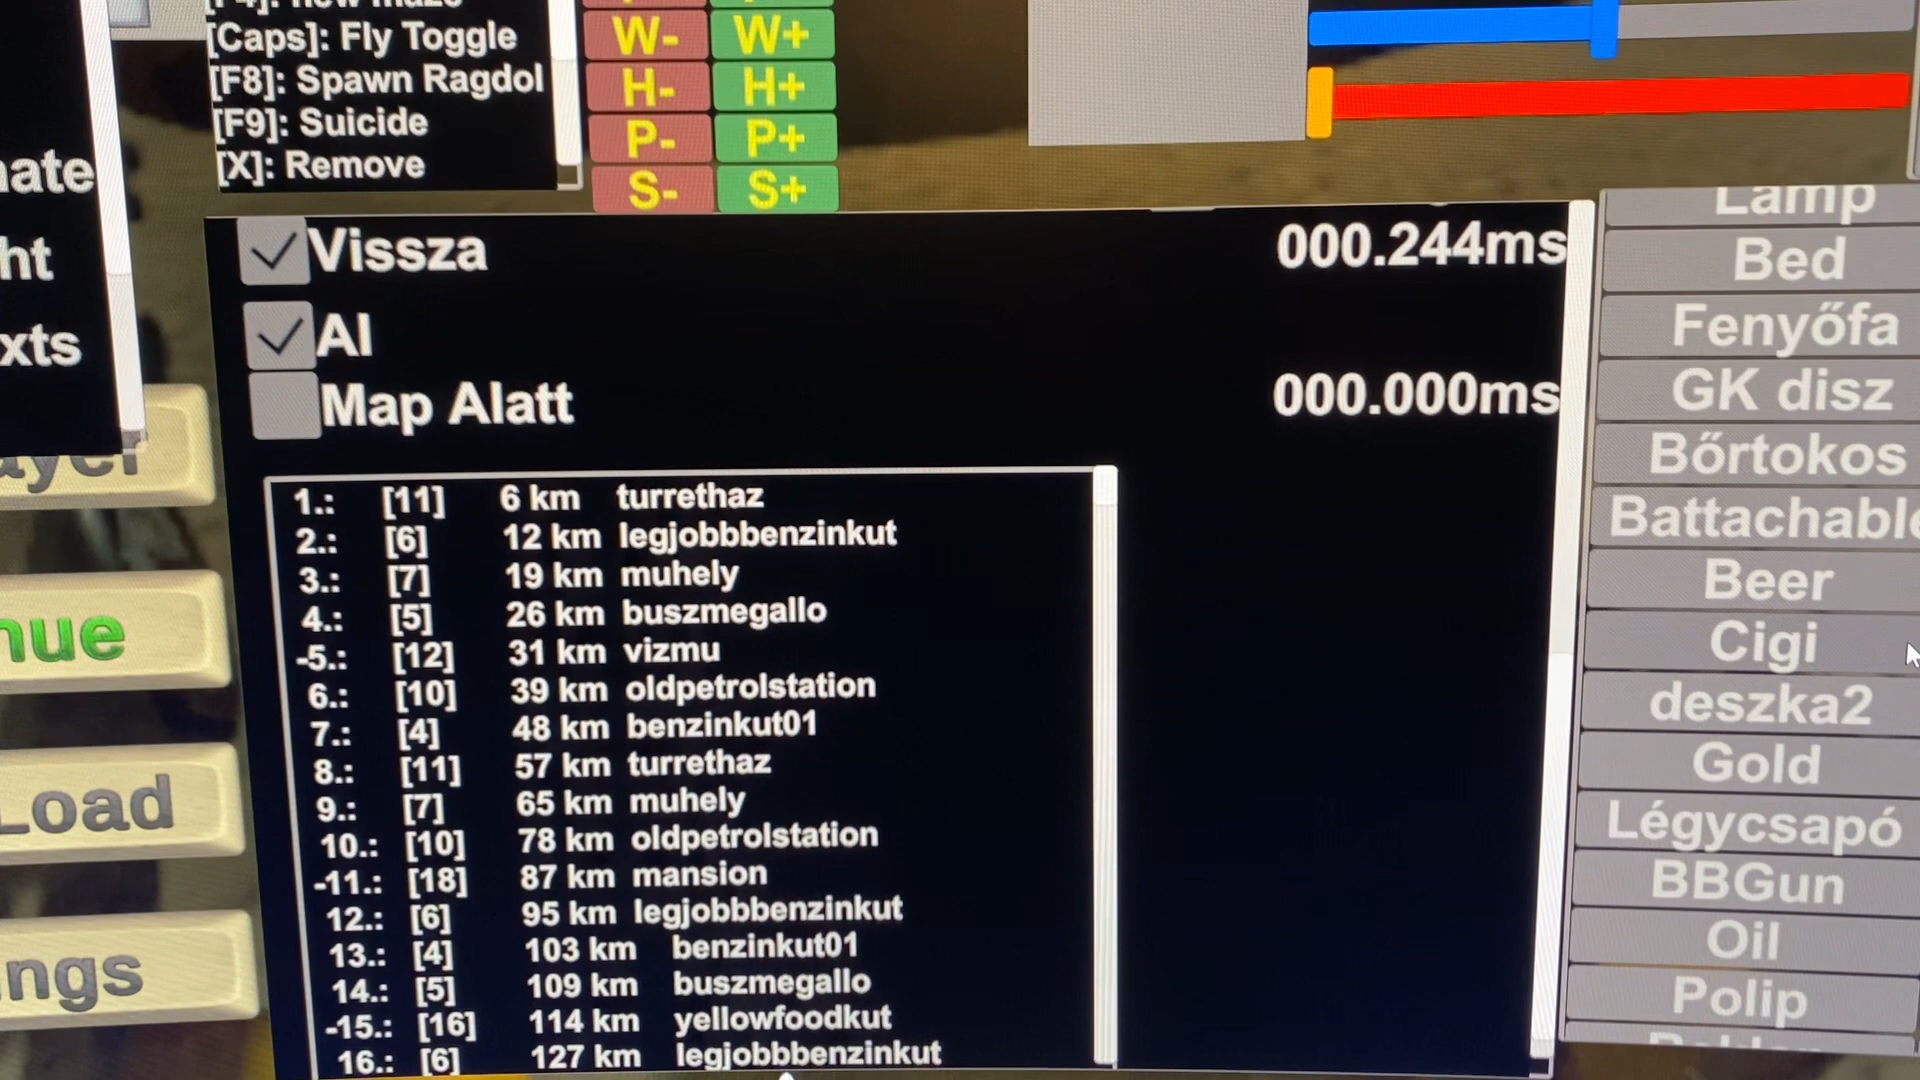 [Caps]: Fly Toggle
[F8]: Spawn Ragdol
[F9]: Suicide
[X]: Remove
W- W+
H- H+
P- P+
S- S+
Vissza 000.244ms
AI
Map Alatt 000.000ms
1.: [11] 6 km turrethaz
2.: [6] 12 km legjobbbenzinkut
3.: [7] 19 km muhely
4.: [5] 26 km buszmegallo
-5.: [12] 31 km vizmu
6.: [10] 39 km oldpetrolstation
7.: [4] 48 km benzinkut01
8.: [11] 57 km turrethaz
9.: [7] 65 km muhely
10.: [10] 78 km oldpetrolstation
-11.: [18] 87 km mansion
12.: [6] 95 km legjobbbenzinkut
13.: [4] 103 km benzinkut01
14.: [5] 109 km buszmegallo
-15.: [16] 114 km yellowfoodkut
16.: [6] 127 km legjobbbenzinkut
Lamp
Bed
Fenyőfa
GK disz
Bőrtokos
Battachable
Beer
Cigi
deszka2
Gold
Légycsapó
BBGun
Oil
Polip
ate
ht
xts
ayer
nue
Load
ngs